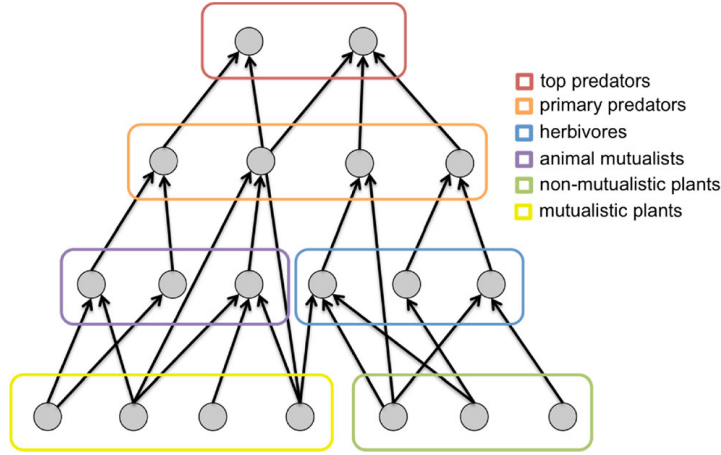 top predators
primary predators
herbivores
animal mutualists
non-mutualistic plants
mutualistic plants